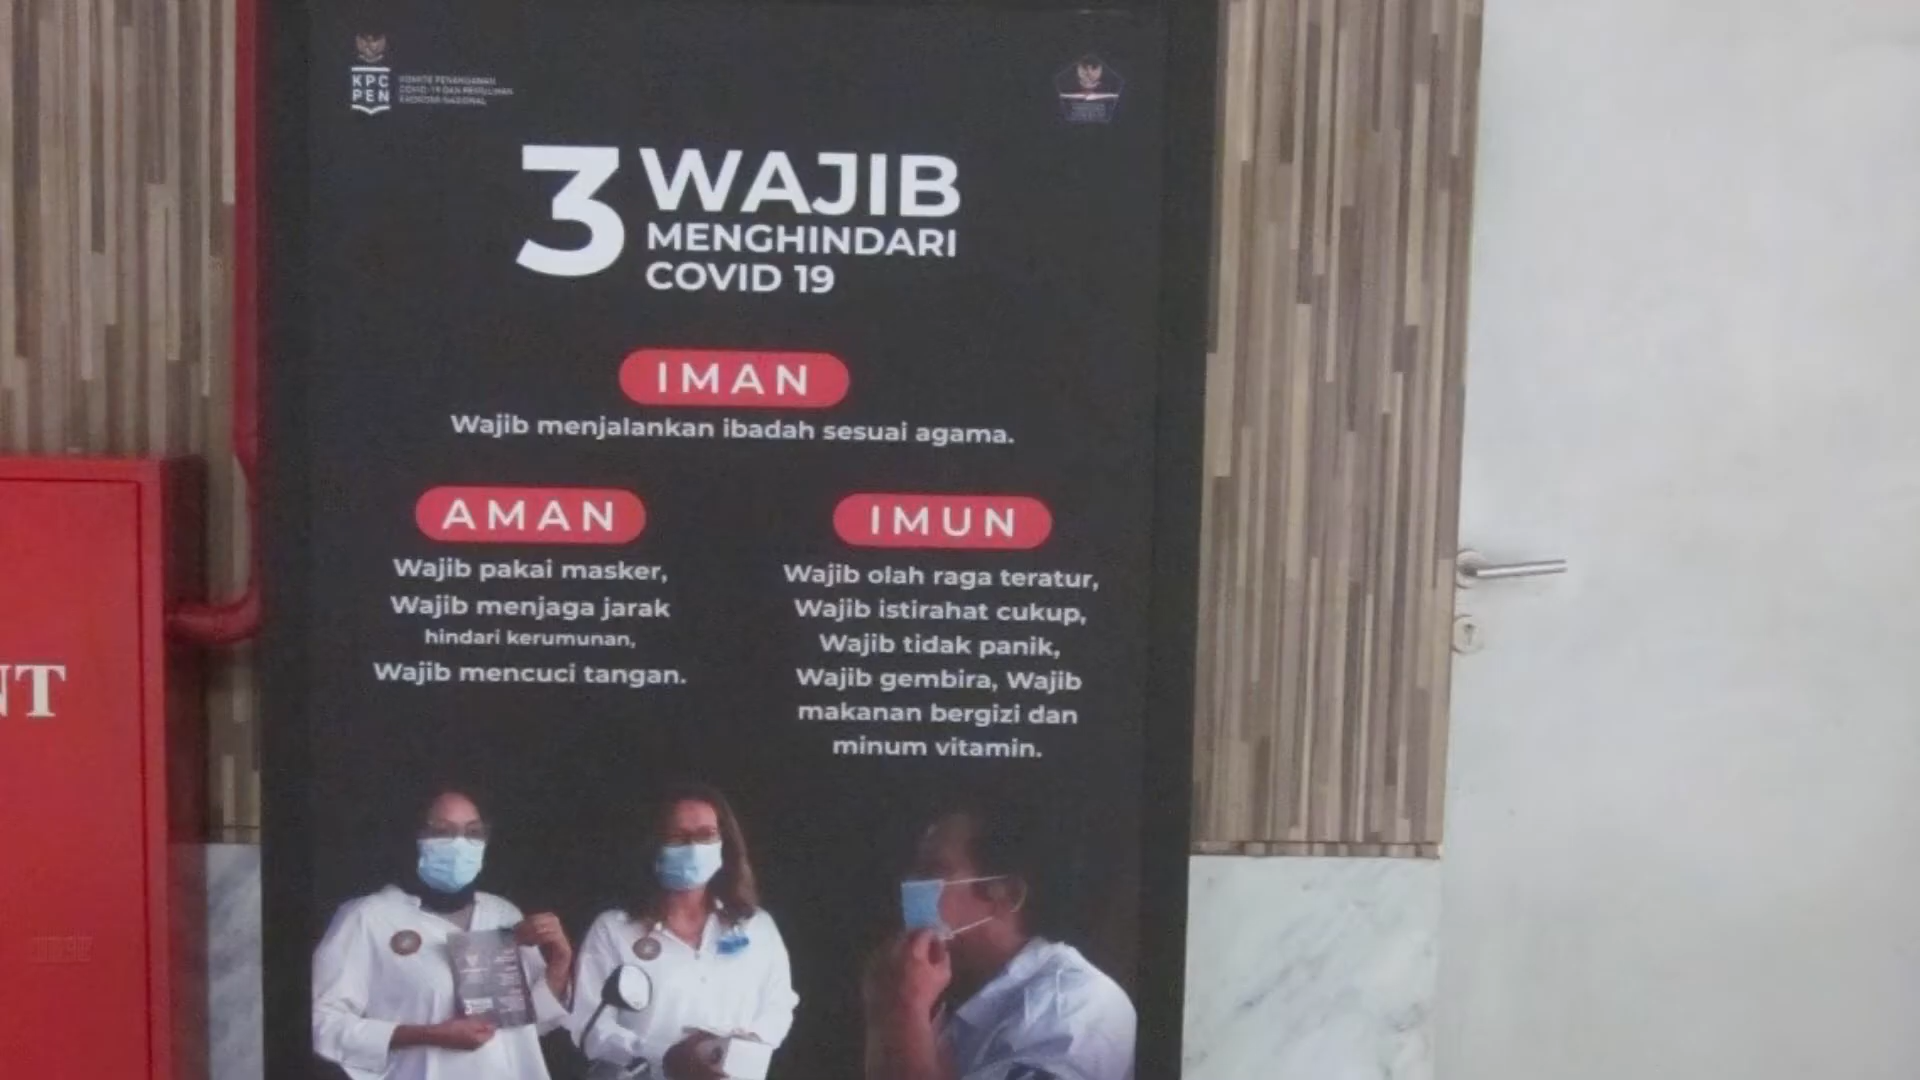 KPC
PEN
KOMITE PENANGANAN
COVID-19 DAN PEMULIHAN
EKONOMI NASIONAL
3 WAJIB
MENGHINDARI
COVID 19
IMAN
Wajib menjalankan ibadah sesuai agama.
AMAN
Wajib pakai masker,
Wajib menjaga jarak
hindari kerumunan,
Wajib mencuci tangan.
IMUN
Wajib olah raga teratur,
Wajib istirahat cukup,
Wajib tidak panik,
Wajib gembira, Wajib
makanan bergizi dan
minum vitamin.
NT